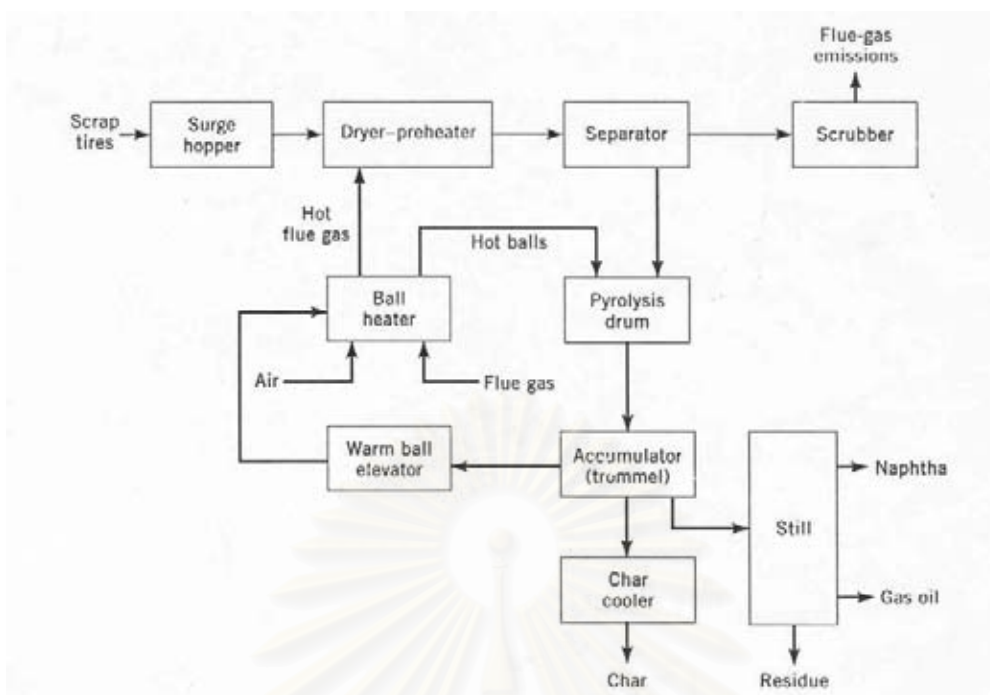 Flue-gas
emissions
Scrap
tires
Surge
hopper
Dryer-preheater
Separator
Scrubber
Hot
flue gas
Hot balls
Ball
heater
Pyrolysis
drum
Air
Flue gas
Warm ball
elevator
Accumulator
(trommel)
Still
Naphtha
Gas oil
Char
cooler
Char
Residue